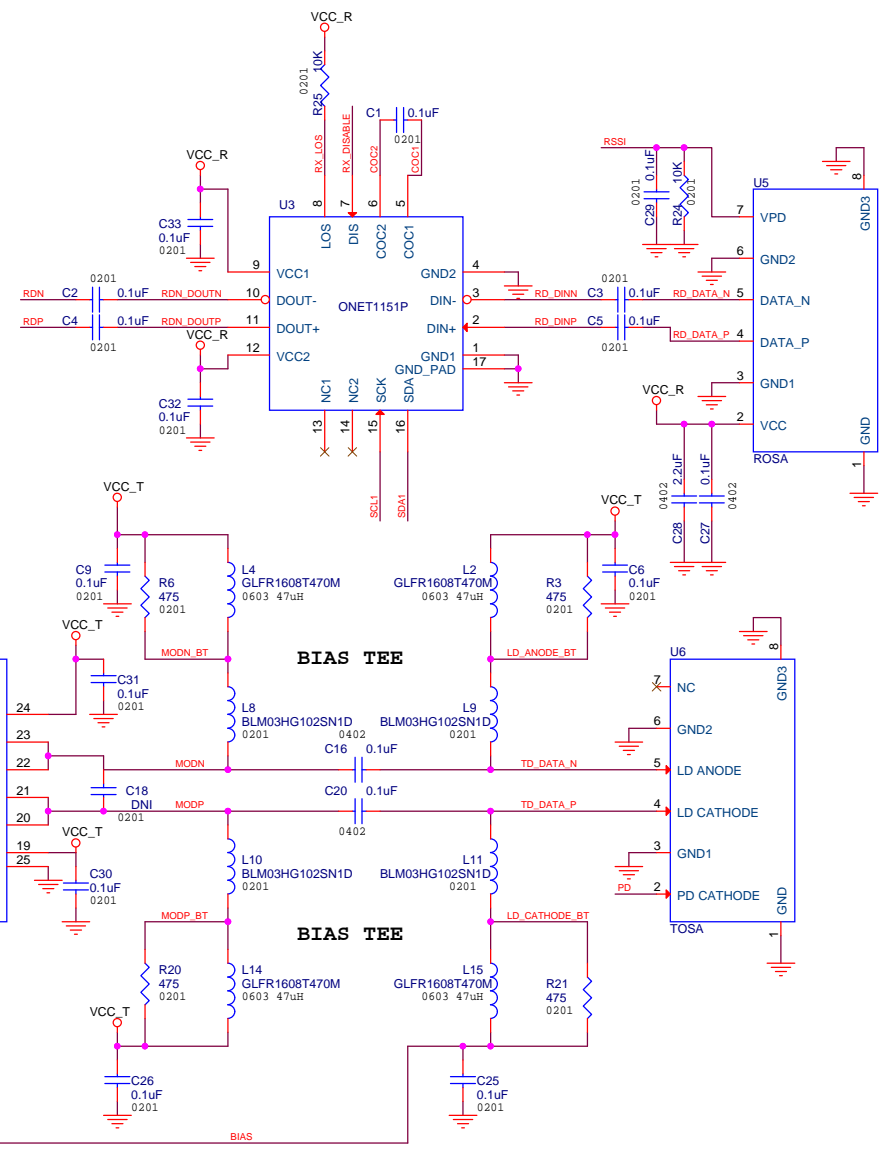 VCC_R
10K
0201
R25
C1
0.1uF
0201
RX_LOS
RX_DISABLE
COC2
COC1
VCC_R
C33
0.1uF
0201
U3
8
7
6
5
LOS
DIS
COC2
COC1
9
VCC1
GND2
4
RDN
C2
0201
0.1uF
RDN_DOUTN
10
DOUT-
ONET1151P
DIN-
3
RD_DINN
C3
0201
0.1uF
RD_DATA_N
RDP
C4
0.1uF
0201
RDN_DOUTP
11
DOUT+
DIN+
2
RD_DINP
C5
0.1uF
0201
RD_DATA_P
VCC_R
12
VCC2
GND1
1
GND_PAD
17
C32
0.1uF
0201
NC1
NC2
SCK
SDA
13
14
15
16
SCL1
SDA1
RSSI
0.1uF
0201
C29
10K
0201
R24
U5
8
GND3
7
VPD
6
GND2
5
DATA_N
4
DATA_P
3
GND1
VCC_R
2
VCC
GND
1
ROSA
2.2uF
0402
C28
0.1uF
0402
C27
VCC_T
C9
0.1uF
0201
R6
475
0201
L4
GLFR1608T470M
0603 47uH
L2
GLFR1608T470M
0603 47uH
R3
475
0201
VCC_T
C6
0.1uF
0201
VCC_T
MODN_BT
BIAS TEE
LD_ANODE_BT
C31
0.1uF
0201
L8
BLM03HG102SN1D
0201
L9
BLM03HG102SN1D
0201
24
23
22
21
20
19
25
0402
C16
0.1uF
MODN
TD_DATA_N
C18
DNI
0201
C20
0.1uF
0402
MODP
TD_DATA_P
VCC_T
C30
0.1uF
0201
L10
BLM03HG102SN1D
0201
L11
BLM03HG102SN1D
0201
U6
8
GND3
7
NC
6
GND2
5
LD ANODE
4
LD CATHODE
3
GND1
PD
2
PD CATHODE
GND
1
TOSA
MODP_BT
BIAS TEE
LD_CATHODE_BT
R20
475
0201
L14
GLFR1608T470M
0603 47uH
L15
GLFR1608T470M
0603 47uH
R21
475
0201
VCC_T
C26
0.1uF
0201
C25
0.1uF
0201
BIAS